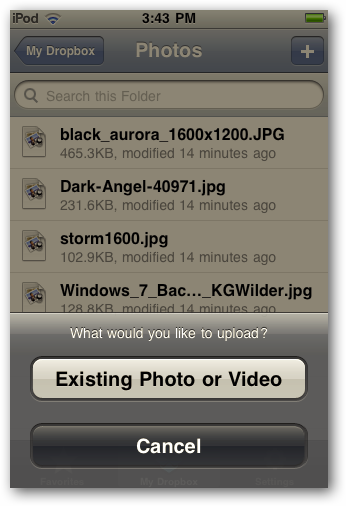 iPod 3:43 PM
My Dropbox Photos +
Search this Folder
black_aurora_1600x1200.JPG
465.3KB, modified 14 minutes ago
Dark-Angel-40971.jpg
231.6KB, modified 14 minutes ago
storm1600.jpg
102.9KB, modified 14 minutes ago
Windows_7_Bac…_KGWilder.jpg
128.8KB, modified 14 minutes ago
What would you like to upload?
Existing Photo or Video
Cancel
Favorites My Dropbox Settings